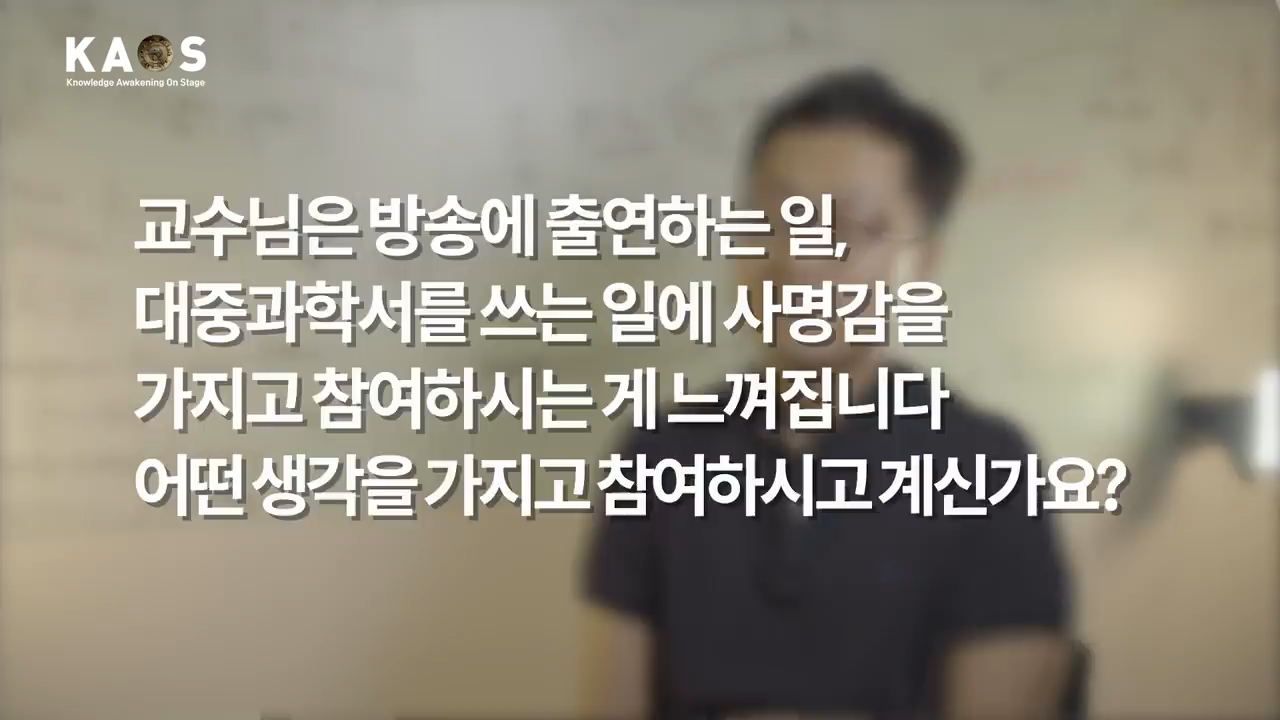 KAOS
Knowledge Awakening On Stage
교수님은 방송에 출연하는 일,
대중과학서를 쓰는 일에 사명감을
가지고 참여하시는 게 느껴집니다
어떤 생각을 가지고 참여하시고 계신가요?